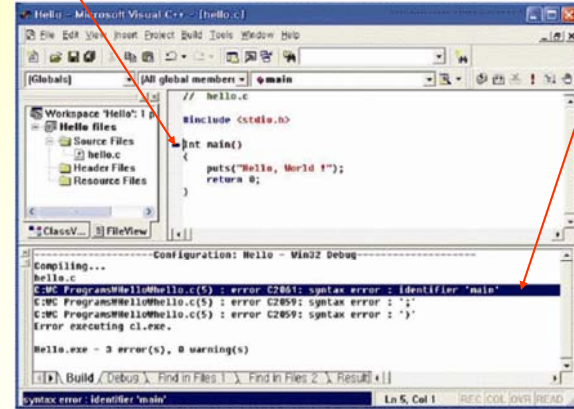 Hello - Microsoft Visual C++ - [hello.c]
File Edit View Insert Project Build Tools Window Help
[Globals] [All global members main
Workspace 'Hello': 1 p
Hello files
Source Files
hello.c
Header Files
Resource Files
ClassV... FileView
// hello.c
#include <stdio.h>
Int main()
{
puts("Hello, World !");
return 0;
}
Configuration: Hello - Win32 Debug
Compiling...
hello.c
C:₩C Programs₩Hello₩hello.c(5) : error C2061: syntax error : identifier 'main'
C:₩C Programs₩Hello₩hello.c(5) : error C2059: syntax error : ';'
C:₩C Programs₩Hello₩hello.c(5) : error C2059: syntax error : ')'
Error executing cl.exe.
Hello.exe - 3 error(s), 0 warning(s)
Build Debug Find in Files 1 Find in Files 2 Result
syntax error : identifier 'main' Ln 5, Col 1 REC COL OVR READ